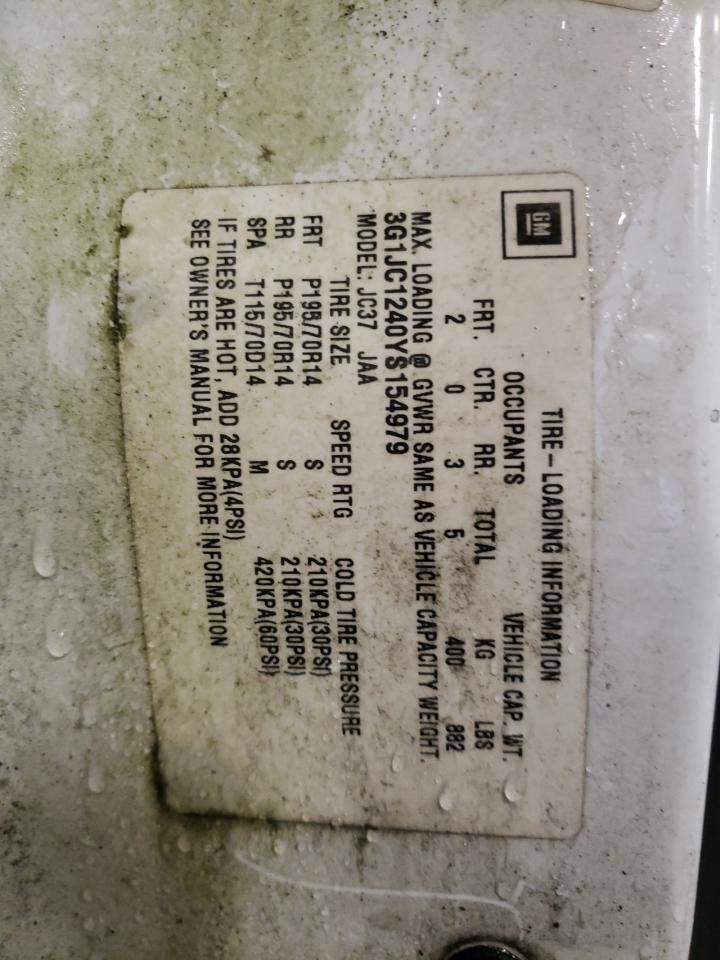 GM
TIRE-LOADING INFORMATION
OCCUPANTS VEHICLE CAP. WT.
FRT. CTR. RR. TOTAL KG LBS
2 0 3 5 400 882
MAX. LOADING @ GVWR SAME AS VEHICLE CAPACITY WEIGHT.
3G1JC1240YS154979
MODEL: JC37 JAA
TIRE SIZE SPEED RTG COLD TIRE PRESSURE
FRT P195/70R14 S 210KPA(30PSI)
RR P195/70R14 S 210KPA(30PSI)
SPA T115/70D14 M 420KPA(60PSI)
IF TIRES ARE HOT, ADD 28KPA(4PSI)
SEE OWNER'S MANUAL FOR MORE INFORMATION